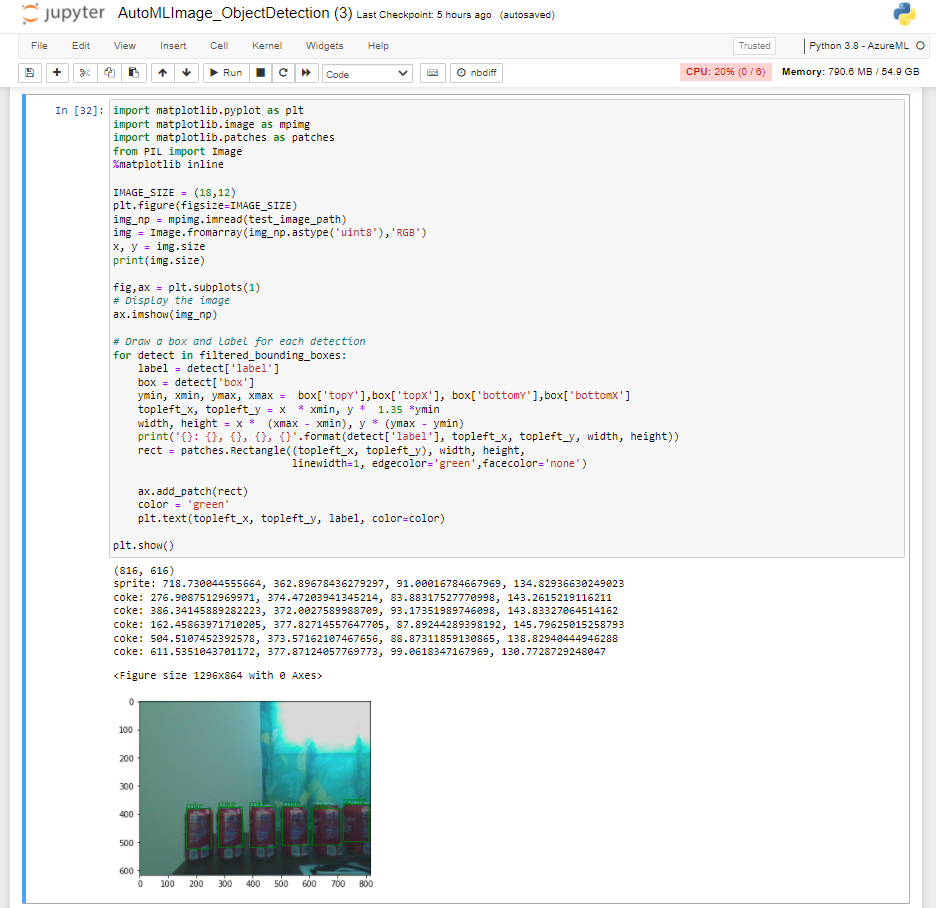 jupyter AutoMLImage_ObjectDetection (3) Last Checkpoint: 5 hours ago (autosaved)
File Edit View Insert Cell Kernel Widgets Help Trusted Python 3.8 - AzureML
Run Code nbdiff CPU: 20% (0 / 6) Memory: 790.6 MB / 54.9 GB
In [32]: import matplotlib.pyplot as plt
import matplotlib.image as mpimg
import matplotlib.patches as patches
from PIL import Image
%matplotlib inline
IMAGE_SIZE = (18,12)
plt.figure(figsize=IMAGE_SIZE)
img_np = mpimg.imread(test_image_path)
img = Image.fromarray(img_np.astype('uint8'),'RGB')
x, y = img.size
print(img.size)
fig,ax = plt.subplots(1)
# Display the image
ax.imshow(img_np)
# Draw a box and label for each detection
for detect in filtered_bounding_boxes:
label = detect['label']
box = detect['box']
ymin, xmin, ymax, xmax = box['topY'],box['topX'], box['bottomY'],box['bottomX']
topleft_x, topleft_y = x * xmin, y * 1.35 *ymin
width, height = x * (xmax - xmin), y * (ymax - ymin)
print('{}: {}, {}, {}, {}'.format(detect['label'], topleft_x, topleft_y, width, height))
rect = patches.Rectangle((topleft_x, topleft_y), width, height,
linewidth=1, edgecolor='green',facecolor='none')
ax.add_patch(rect)
color = 'green'
plt.text(topleft_x, topleft_y, label, color=color)
plt.show()
(816, 616)
sprite: 718.730044555664, 362.89678436279297, 91.00016784667969, 134.82936630249023
coke: 276.9087512969971, 374.47203941345214, 83.88317527770998, 143.2615219116211
coke: 386.34145889282223, 372.0027589988709, 93.17351989746098, 143.83327064514162
coke: 162.45863971710205, 377.82714557647705, 87.89244289398192, 145.79625015258793
coke: 504.5107452392578, 373.57162107467656, 88.87311859130865, 138.82940444946288
coke: 611.5351043701172, 377.87124057769773, 99.0618347167969, 130.7728729248047
<Figure size 1296x864 with 0 Axes>
0
100
200
300
400
500
600
coke coke coke coke coke
0 100 200 300 400 500 600 700 800